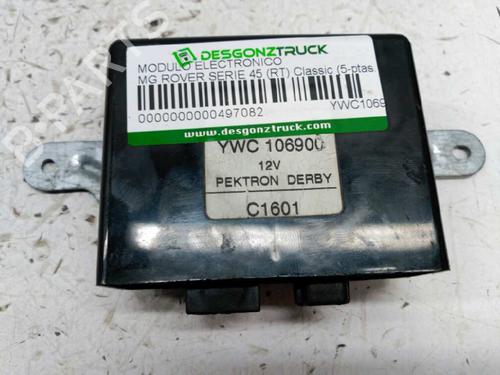 DESGONZTRUCK
MODULO ELECTRONICO
MG ROVER SERIE 45 (RT) Classic (5-ptas
0000000000497082
YWC1069
www.desgonztruck.com
YWC 106900
12V
PEKTRON DERBY
C1601